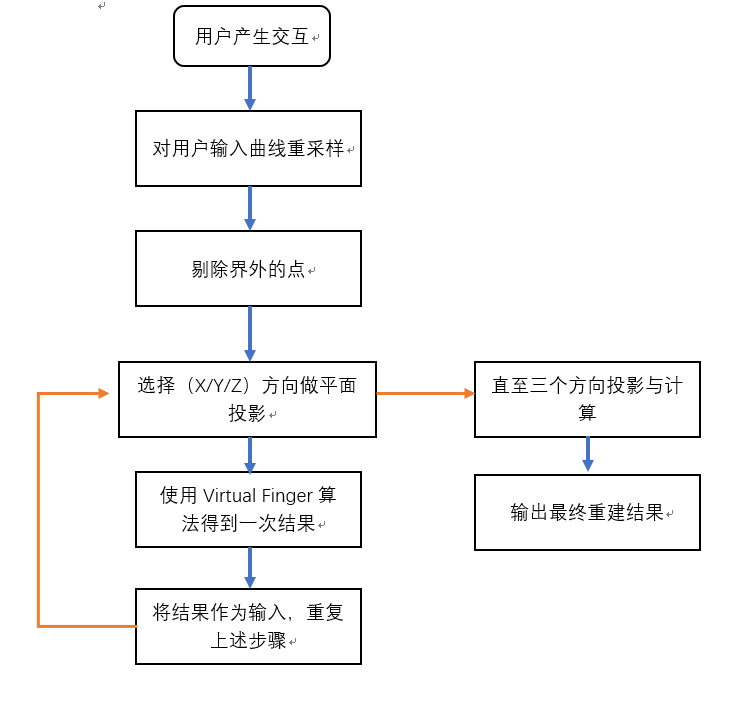 用户产生交互
对用户输入曲线重采样
剔除界外的点
选择（X/Y/Z）方向做平面
投影
使用 Virtual Finger 算
法得到一次结果
将结果作为输入，重复
上述步骤
直至三个方向投影与计
算
输出最终重建结果